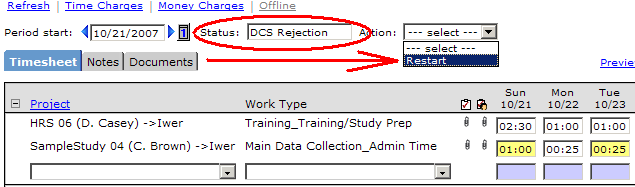 Refresh | Time Charges | Money Charges | Offline
Period start: 10/21/2007 1 Status: DCS Rejection Action: --- select ---
--- select ---
Restart
Timesheet Notes Documents Preview
Project Work Type Sun Mon Tue
10/21 10/22 10/23
HRS 06 (D. Casey) ->Iwer Training_Training/Study Prep 02:30 01:00 01:00
SampleStudy 04 (C. Brown) ->Iwer Main Data Collection_Admin Time 01:00 00:25 00:25